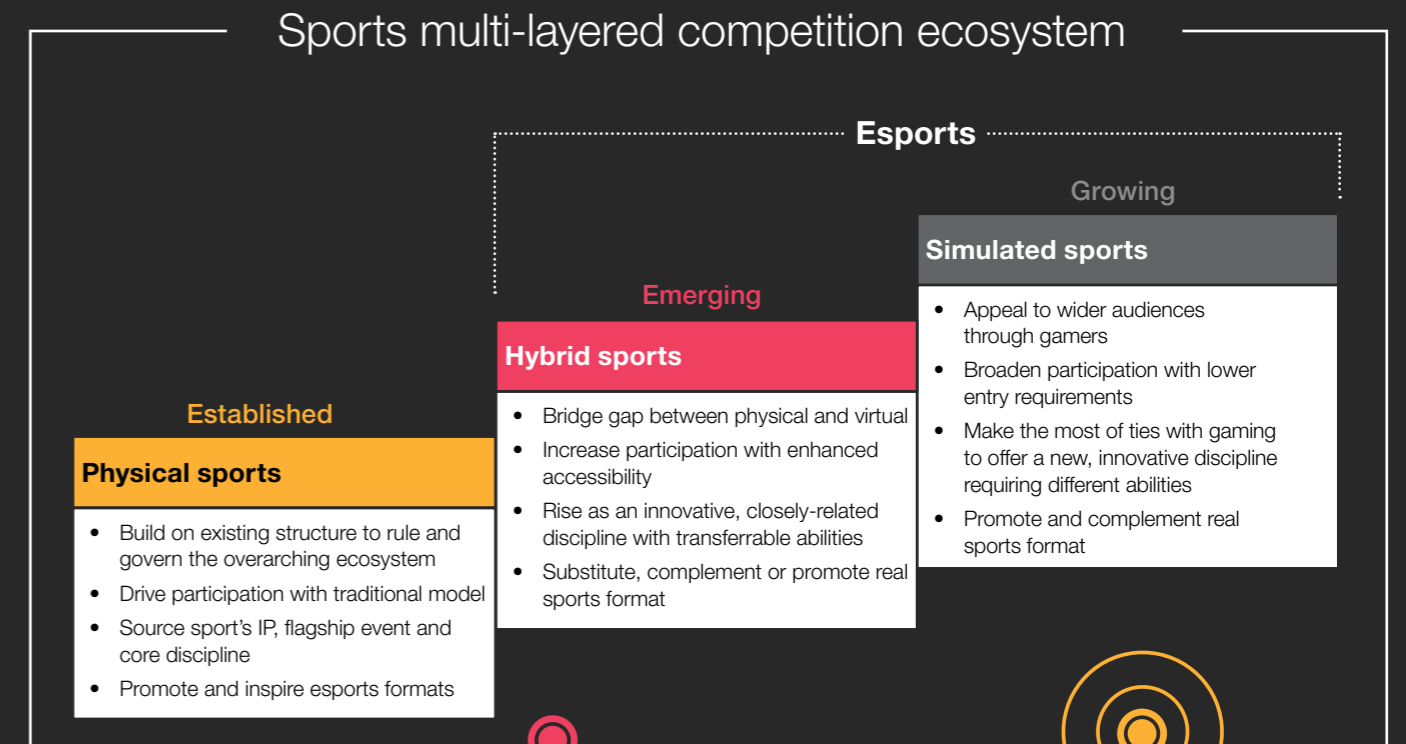 Sports multi-layered competition ecosystem
Esports
Growing
Simulated sports
• Appeal to wider audiences
through gamers
• Broaden participation with lower
entry requirements
• Make the most of ties with gaming
to offer a new, innovative discipline
requiring different abilities
• Promote and complement real
sports format
Emerging
Hybrid sports
• Bridge gap between physical and virtual
• Increase participation with enhanced
accessibility
• Rise as an innovative, closely-related
discipline with transferrable abilities
• Substitute, complement or promote real
sports format
Established
Physical sports
• Build on existing structure to rule and
govern the overarching ecosystem
• Drive participation with traditional model
• Source sport’s IP, flagship event and
core discipline
• Promote and inspire esports formats